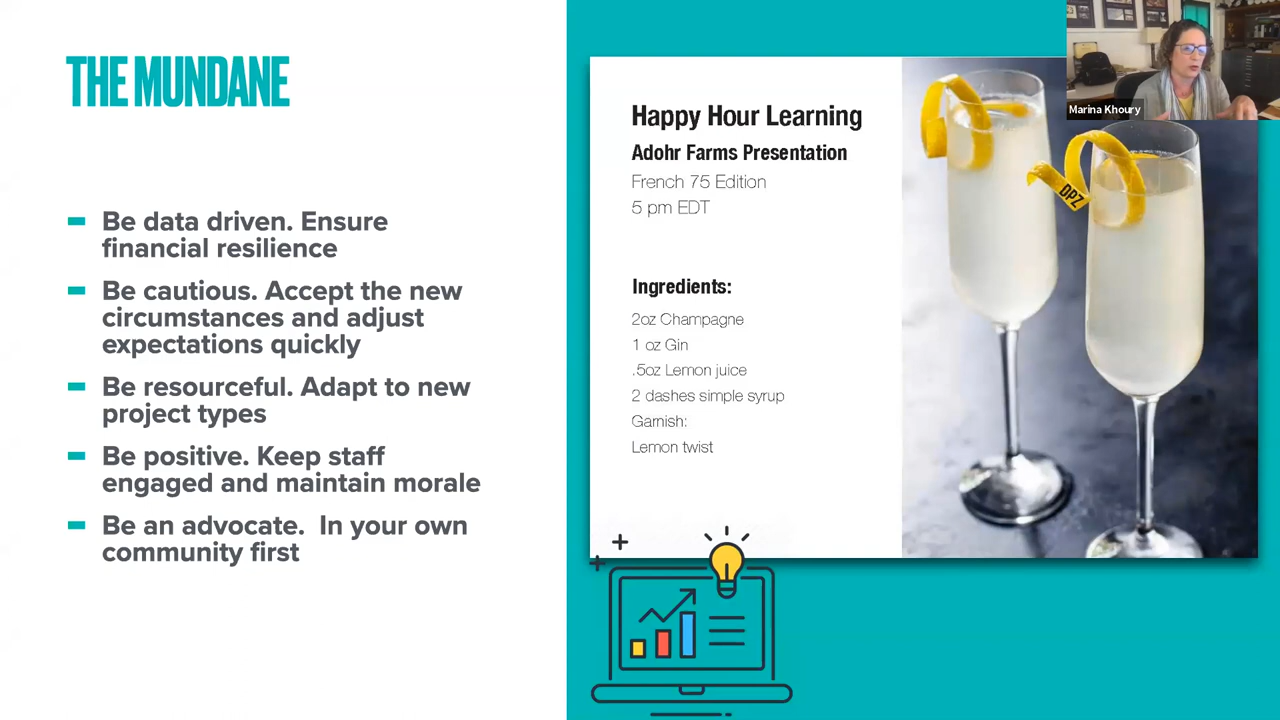 THE MUNDANE
Be data driven. Ensure
financial resilience
Be cautious. Accept the new
circumstances and adjust
expectations quickly
Be resourceful. Adapt to new
project types
Be positive. Keep staff
engaged and maintain morale
Be an advocate.  In your own
community first
Happy Hour Learning
Adohr Farms Presentation
French 75 Edition
5 pm EDT
Ingredients:
2oz Champagne
1 oz Gin
.5oz Lemon juice
2 dashes simple syrup
Garnish:
Lemon twist
DPZ
Marina Khoury